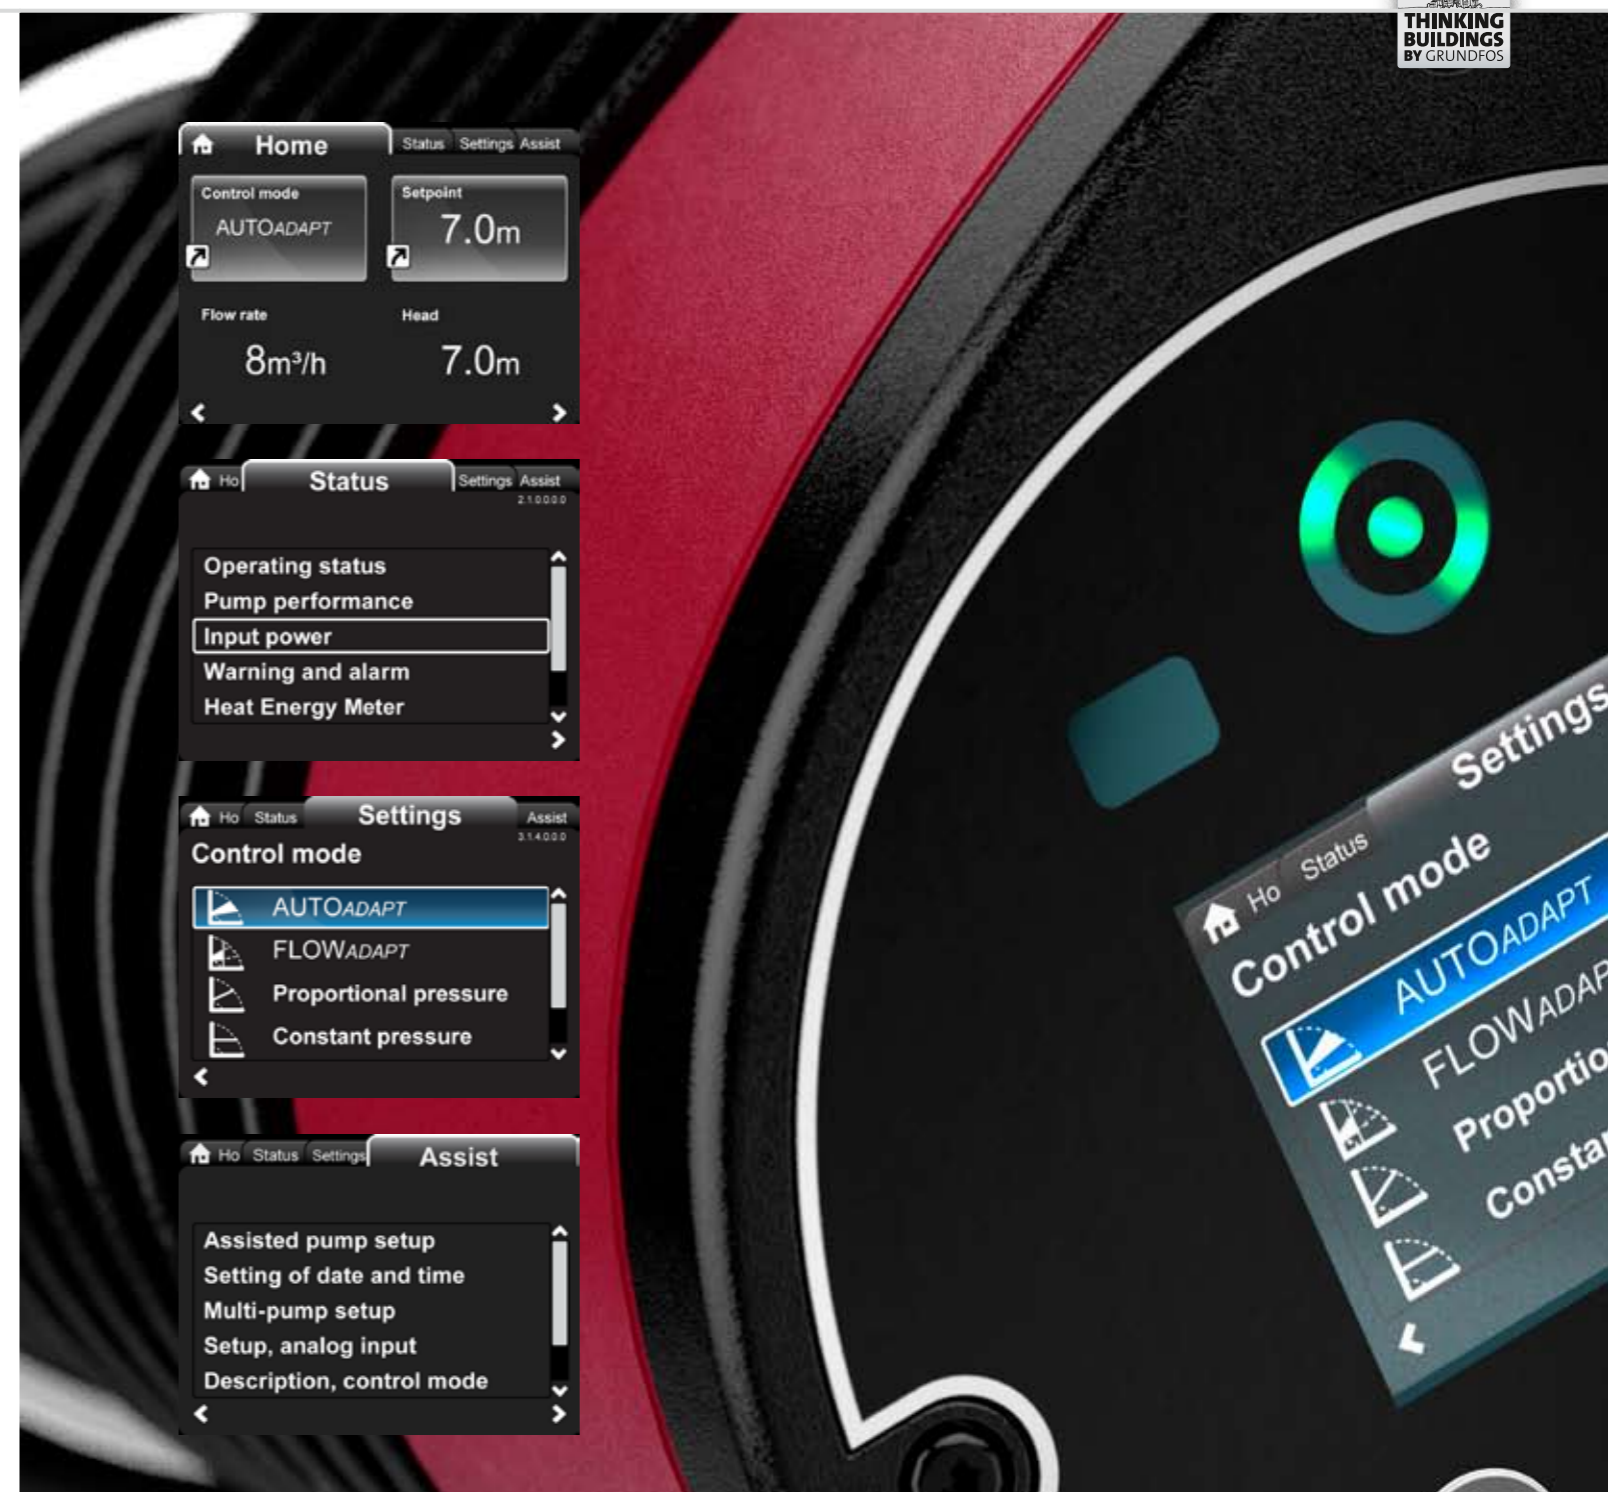 THINKING
BUILDINGS
BY GRUNDFOS
Home Status Settings Assist
Control mode Setpoint
AUTOADAPT 7.0m
Flow rate Head
8m³/h 7.0m
Ho Status Settings Assist
2.1.0.0.0.0
Operating status
Pump performance
Input power
Warning and alarm
Heat Energy Meter
Ho Status Settings Assist
3.1.4.0.0.0
Control mode
AUTOADAPT
FLOWADAPT
Proportional pressure
Constant pressure
Ho Status Settings Assist
Assisted pump setup
Setting of date and time
Multi-pump setup
Setup, analog input
Description, control mode
Ho Status Settings
Control mode
AUTOADAPT
FLOWADAP
Proportio
Consta